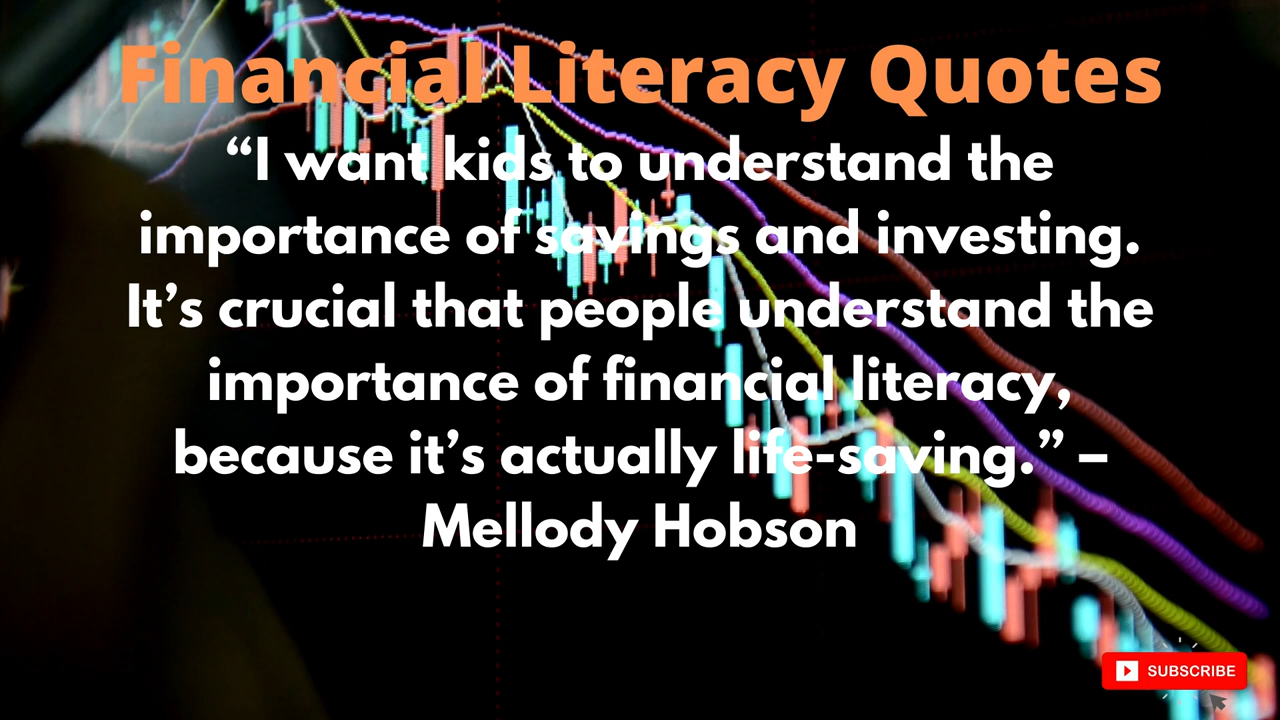 Financial Literacy Quotes
“I want kids to understand the
importance of savings and investing.
It’s crucial that people understand the
importance of financial literacy,
because it’s actually life-saving.” –
Mellody Hobson
SUBSCRIBE